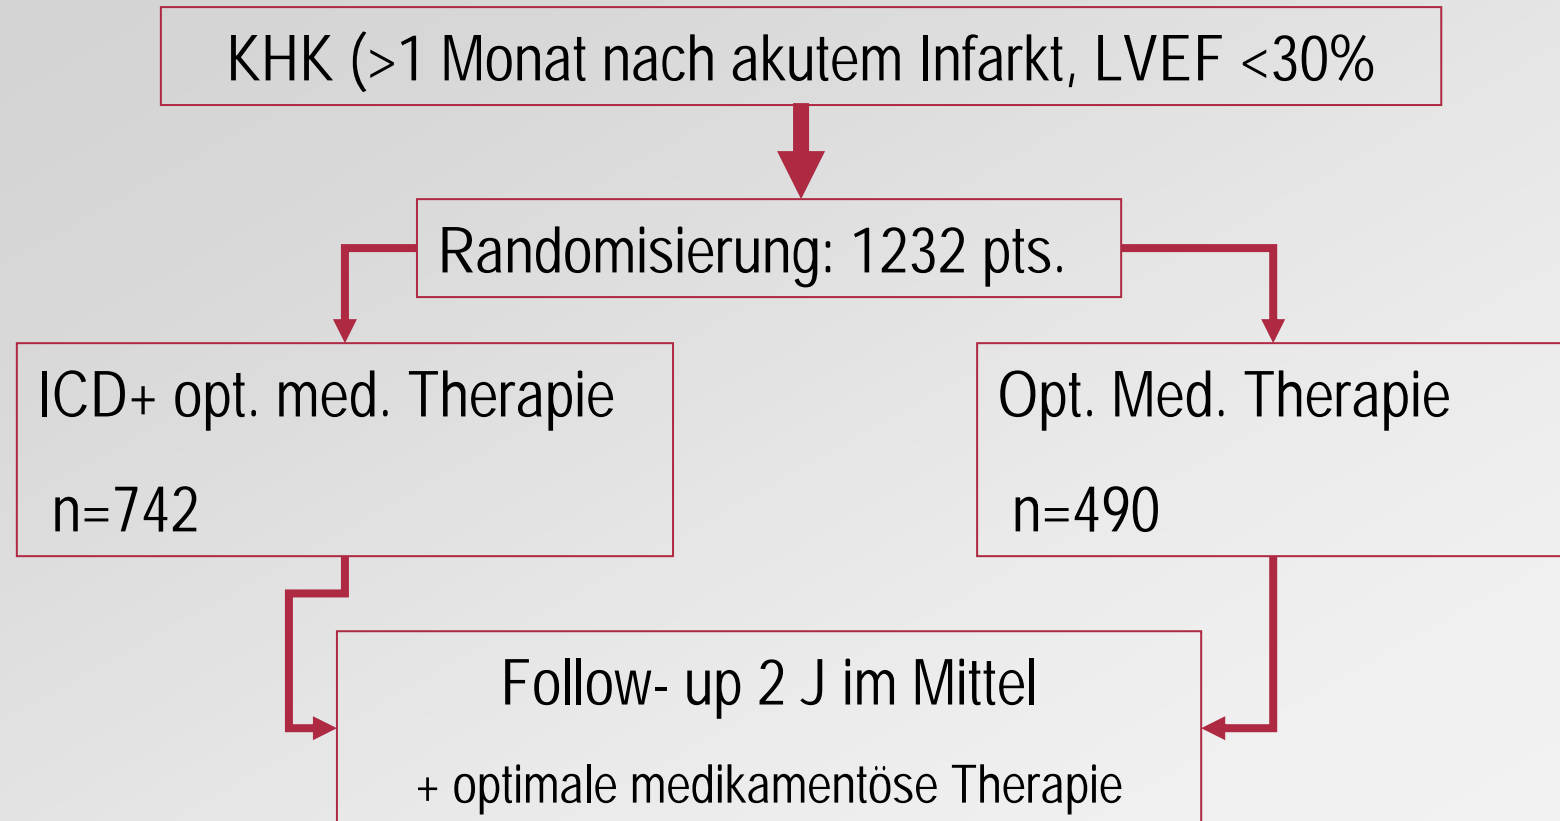 KHK (>1 Monat nach akutem Infarkt, LVEF <30%
Randomisierung: 1232 pts.
ICD+ opt. med. Therapie
n=742
Opt. Med. Therapie
n=490
Follow- up 2 J im Mittel
+ optimale medikamentöse Therapie